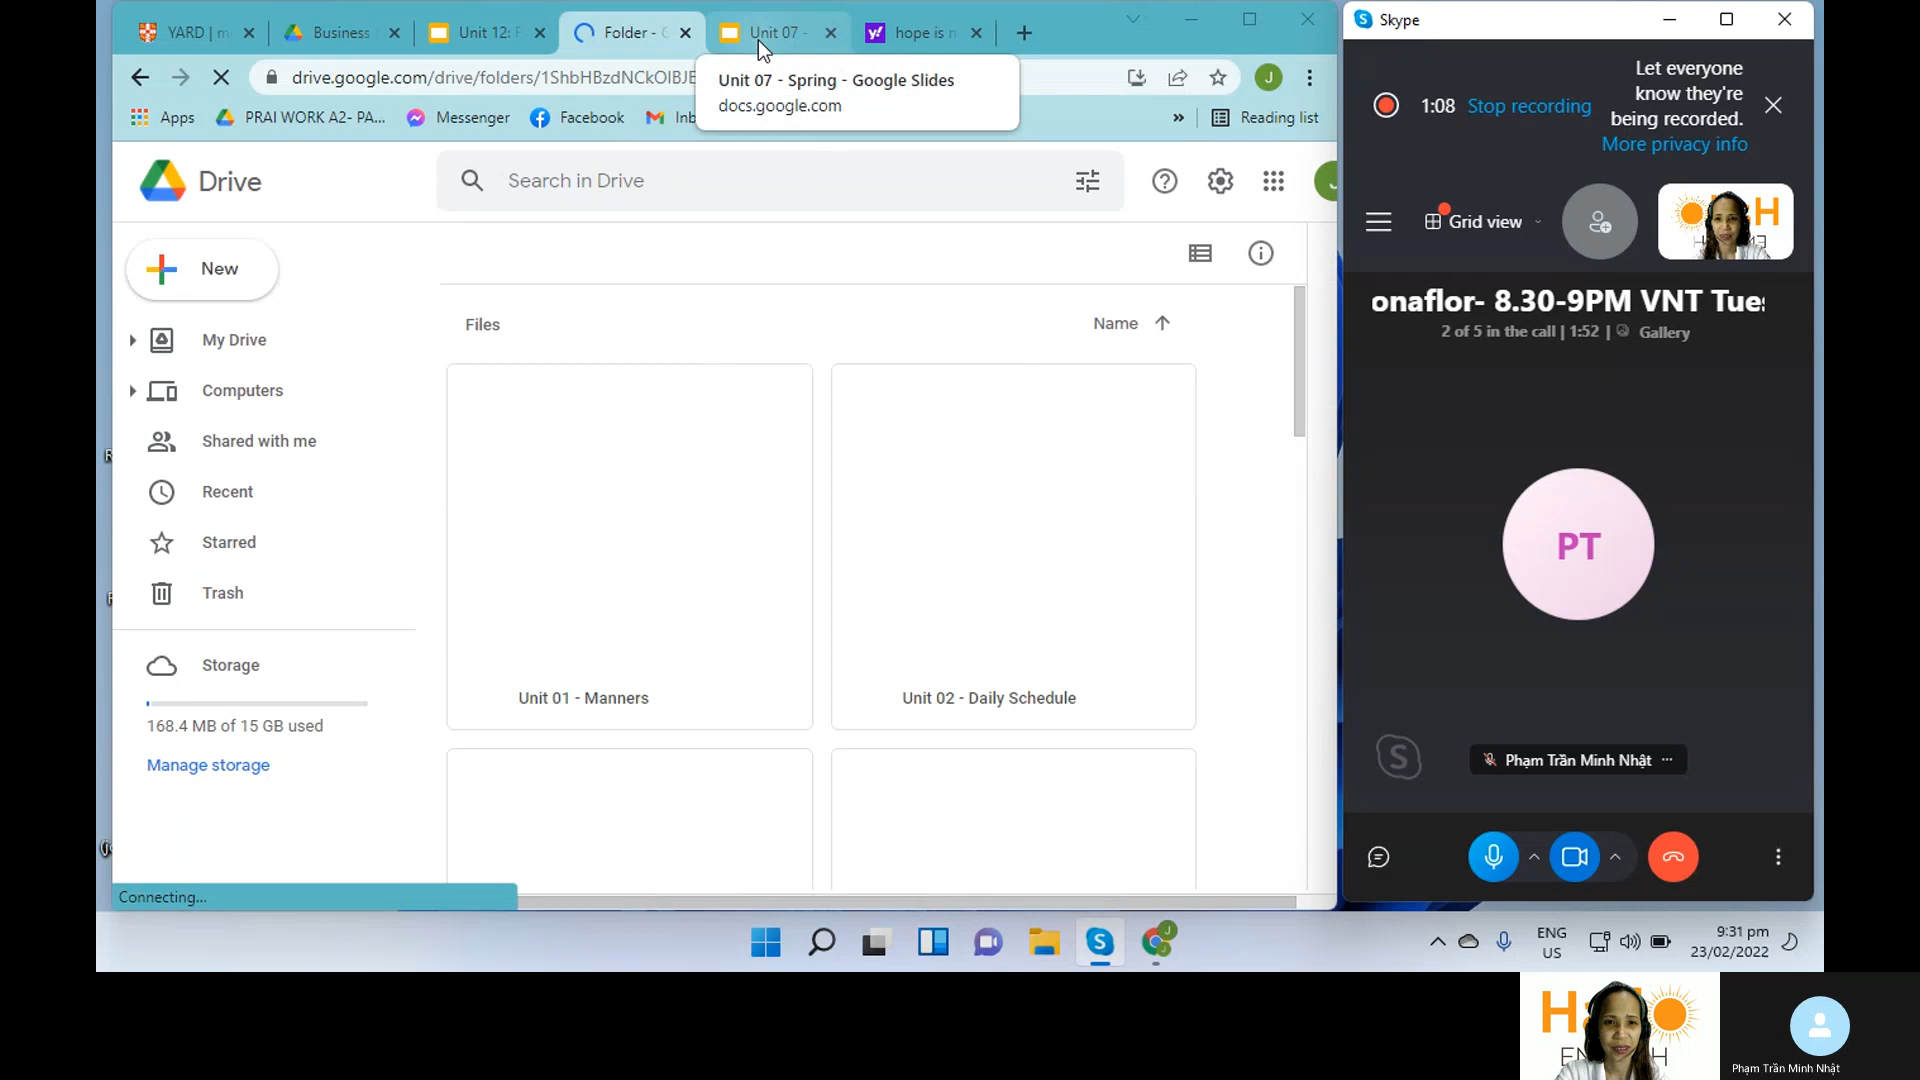 YARD | m
Business
Unit 12: P
Folder - G
Unit 07 -
hope is n
drive.google.com/drive/folders/1ShbHBzdNCkOIBJE
J
Unit 07 - Spring - Google Slides
docs.google.com
Apps
PRAI WORK A2- PA...
Messenger
Facebook
Inb
»
Reading list
Drive
Search in Drive
New
My Drive
Computers
Shared with me
Recent
Starred
Trash
Storage
168.4 MB of 15 GB used
Manage storage
Files
Name
Unit 01 - Manners
Unit 02 - Daily Schedule
Connecting...
Skype
1:08 Stop recording
Let everyone
know they're
being recorded.
More privacy info
Grid view
onaflor- 8.30-9PM VNT Tues
2 of 5 in the call | 1:52 | Gallery
PT
Phạm Trần Minh Nhật
ENG
US
9:31 pm
23/02/2022
Phạm Trần Minh Nhật